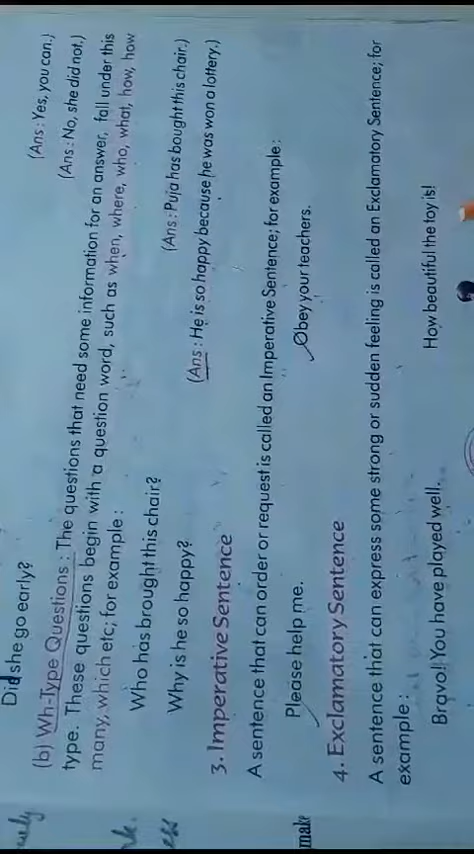 (Ans : Yes, you can.)
Did she go early? (Ans : No, she did not.)
(b) Wh-Type Questions : The questions that need some information for an answer, fall under this
type. These questions begin with a question word, such as when, where, who, what, how, how
many, which etc; for example :
Who has brought this chair? (Ans : Puja has bought this chair.)
Why is he so happy? (Ans : He is so happy because he was won a lottery.)
3. Imperative Sentence
A sentence that can order or request is called an Imperative Sentence; for example :
Please help me. Obey your teachers.
4. Exclamatory Sentence
A sentence that can express some strong or sudden feeling is called an Exclamatory Sentence; for
example :
Bravo! You have played well. How beautiful the toy is!
make